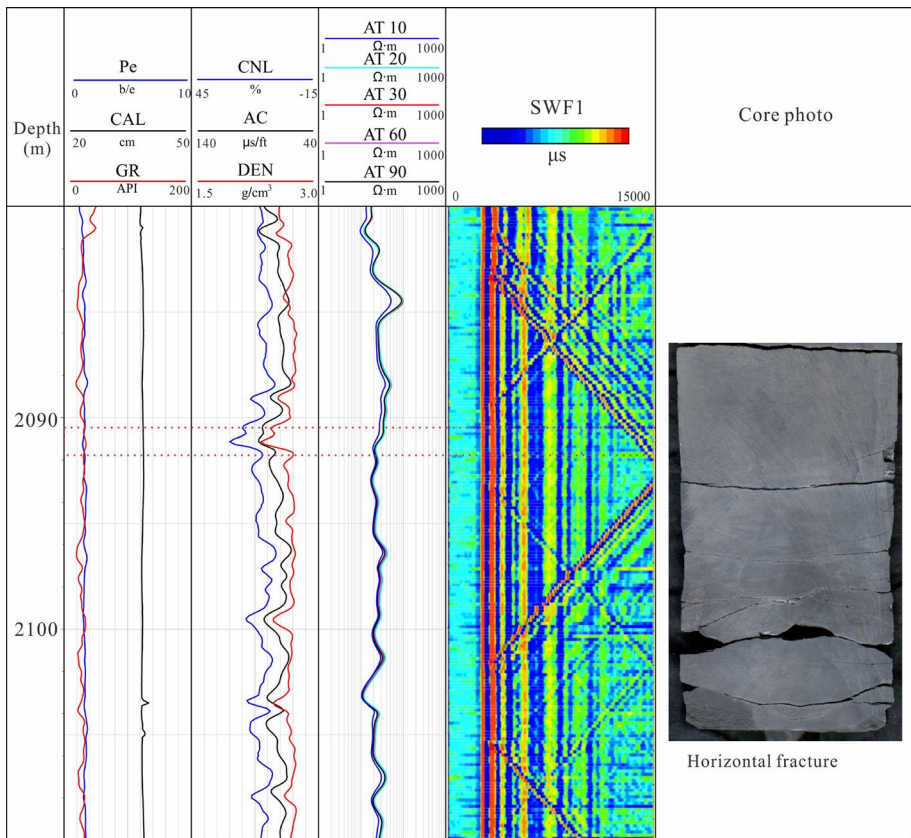 Depth
(m)
Pe
0 b/e 10
CAL
20 cm 50
GR
0 API 200
CNL
45 % -15
AC
140 μs/ft 40
DEN
1.5 g/cm³ 3.0
AT 10
1 Ω·m 1000
AT 20
1 Ω·m 1000
AT 30
1 Ω·m 1000
AT 60
1 Ω·m 1000
AT 90
1 Ω·m 1000
SWF1
μs
0 15000
Core photo
2090
2100
Horizontal fracture